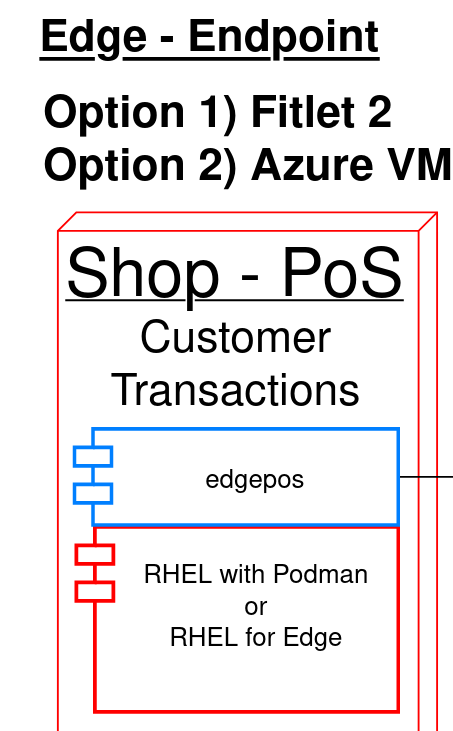 Edge - Endpoint
Option 1) Fitlet 2
Option 2) Azure VM
Shop - PoS
Customer
Transactions
edgepos
RHEL with Podman
or
RHEL for Edge